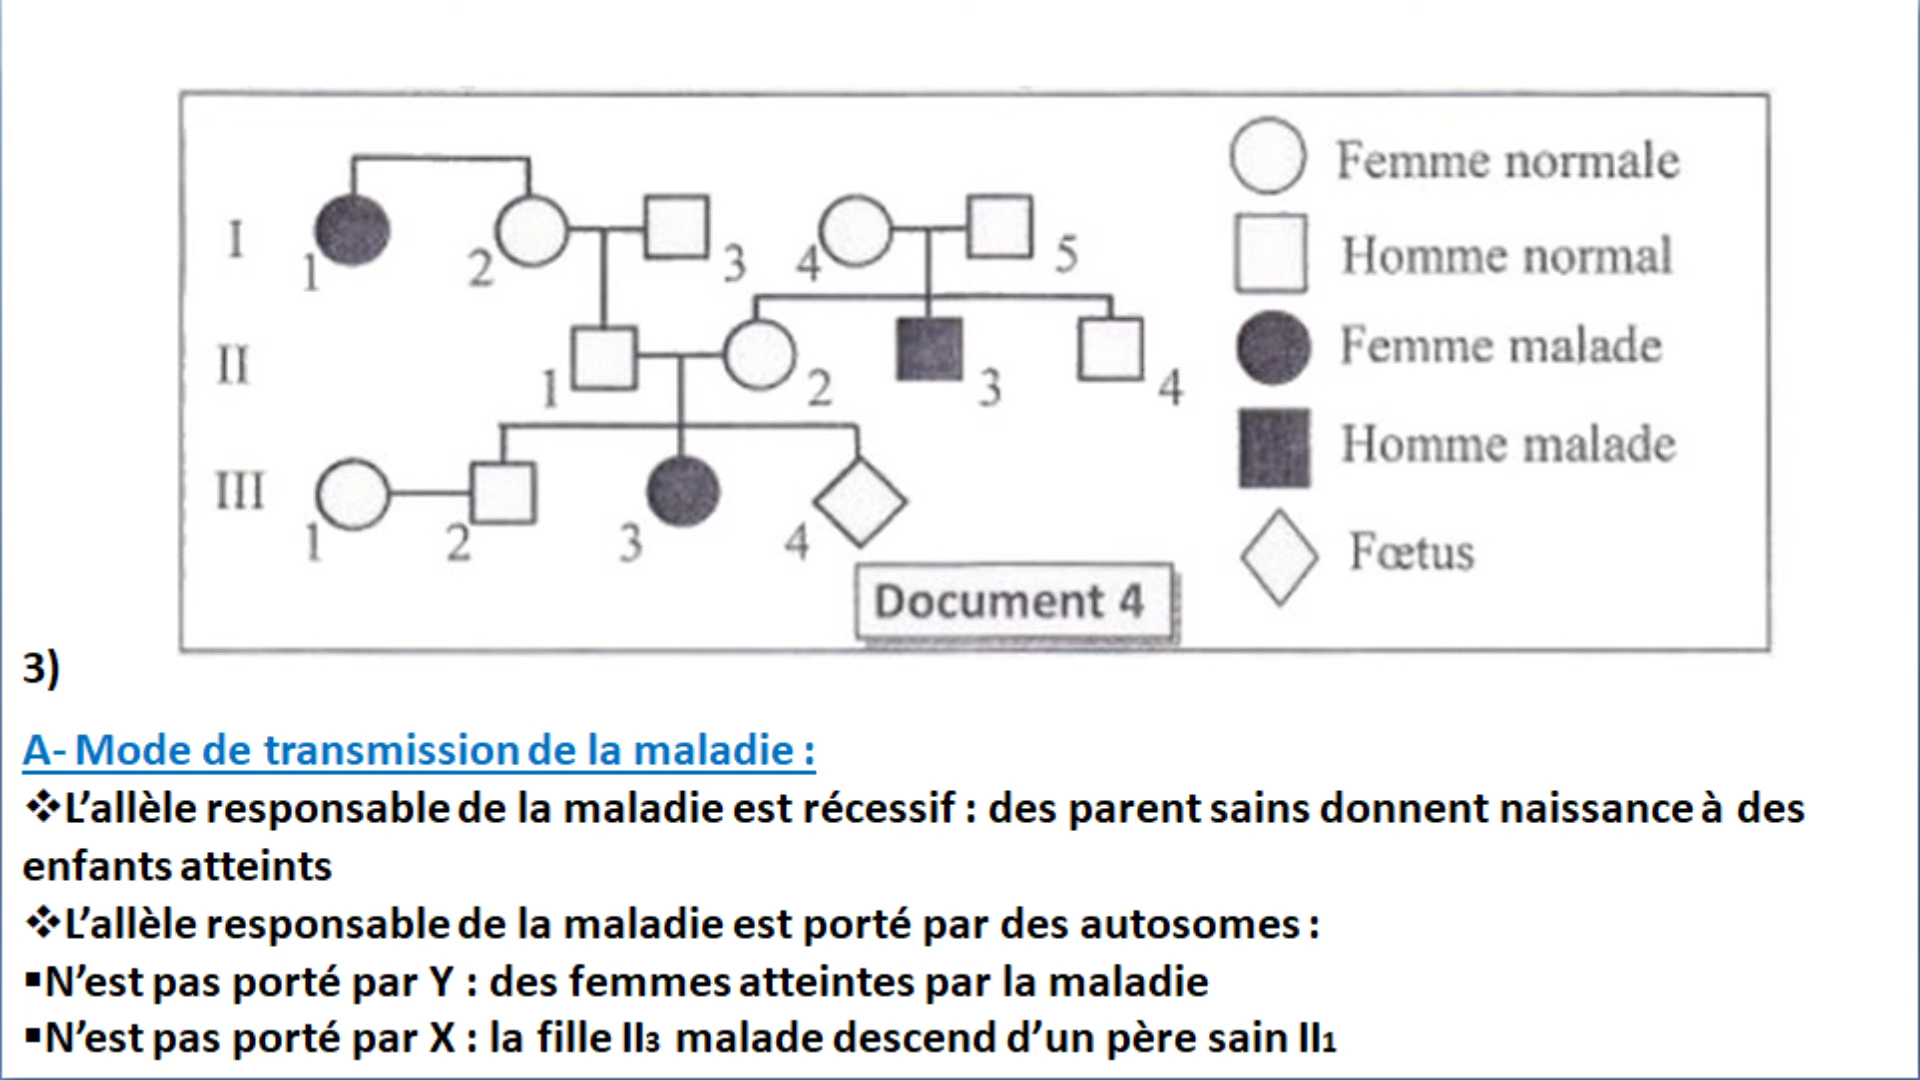 I
1
2
3
4
5
II
1
2
3
4
III
1
2
3
4
Femme normale
Homme normal
Femme malade
Homme malade
Fœtus
Document 4
3)
A- Mode de transmission de la maladie :
❖L’allèle responsable de la maladie est récessif : des parent sains donnent naissance à des
enfants atteints
❖L’allèle responsable de la maladie est porté par des autosomes :
▪N’est pas porté par Y : des femmes atteintes par la maladie
▪N’est pas porté par X : la fille II3 malade descend d’un père sain II1